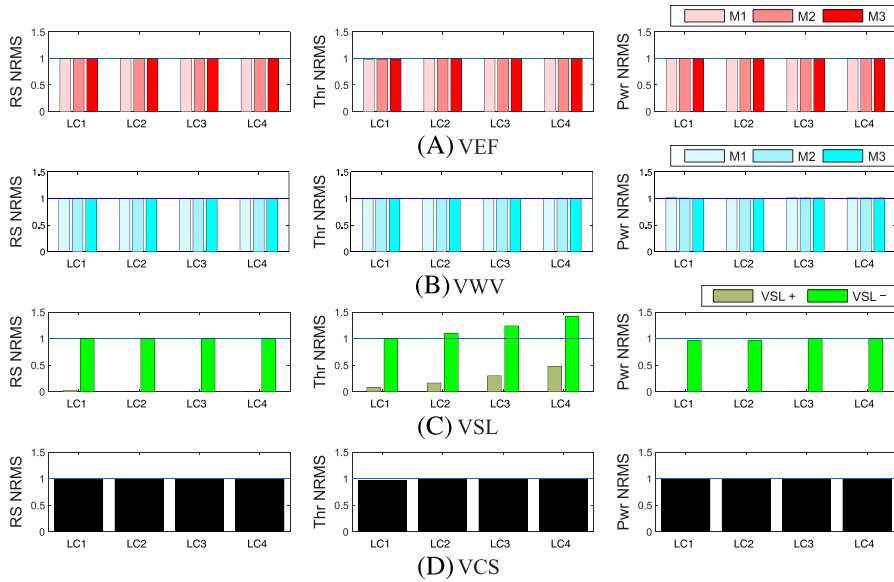 M1 M2 M3
1.5 1.5 1.5
RS NRMS Thr NRMS Pwr NRMS
1 1 1
0.5 0.5 0.5
0 0 0
LC1 LC2 LC3 LC4 LC1 LC2 LC3 LC4 LC1 LC2 LC3 LC4
(A) VEF
M1 M2 M3
1.5 1.5 1.5
RS NRMS Thr NRMS Pwr NRMS
1 1 1
0.5 0.5 0.5
0 0 0
LC1 LC2 LC3 LC4 LC1 LC2 LC3 LC4 LC1 LC2 LC3 LC4
(B) VWV
VSL + VSL −
1.5 1.5 1.5
RS NRMS Thr NRMS Pwr NRMS
1 1 1
0.5 0.5 0.5
0 0 0
LC1 LC2 LC3 LC4 LC1 LC2 LC3 LC4 LC1 LC2 LC3 LC4
(C) VSL
1.5 1.5 1.5
RS NRMS Thr NRMS Pwr NRMS
1 1 1
0.5 0.5 0.5
0 0 0
LC1 LC2 LC3 LC4 LC1 LC2 LC3 LC4 LC1 LC2 LC3 LC4
(D) VCS